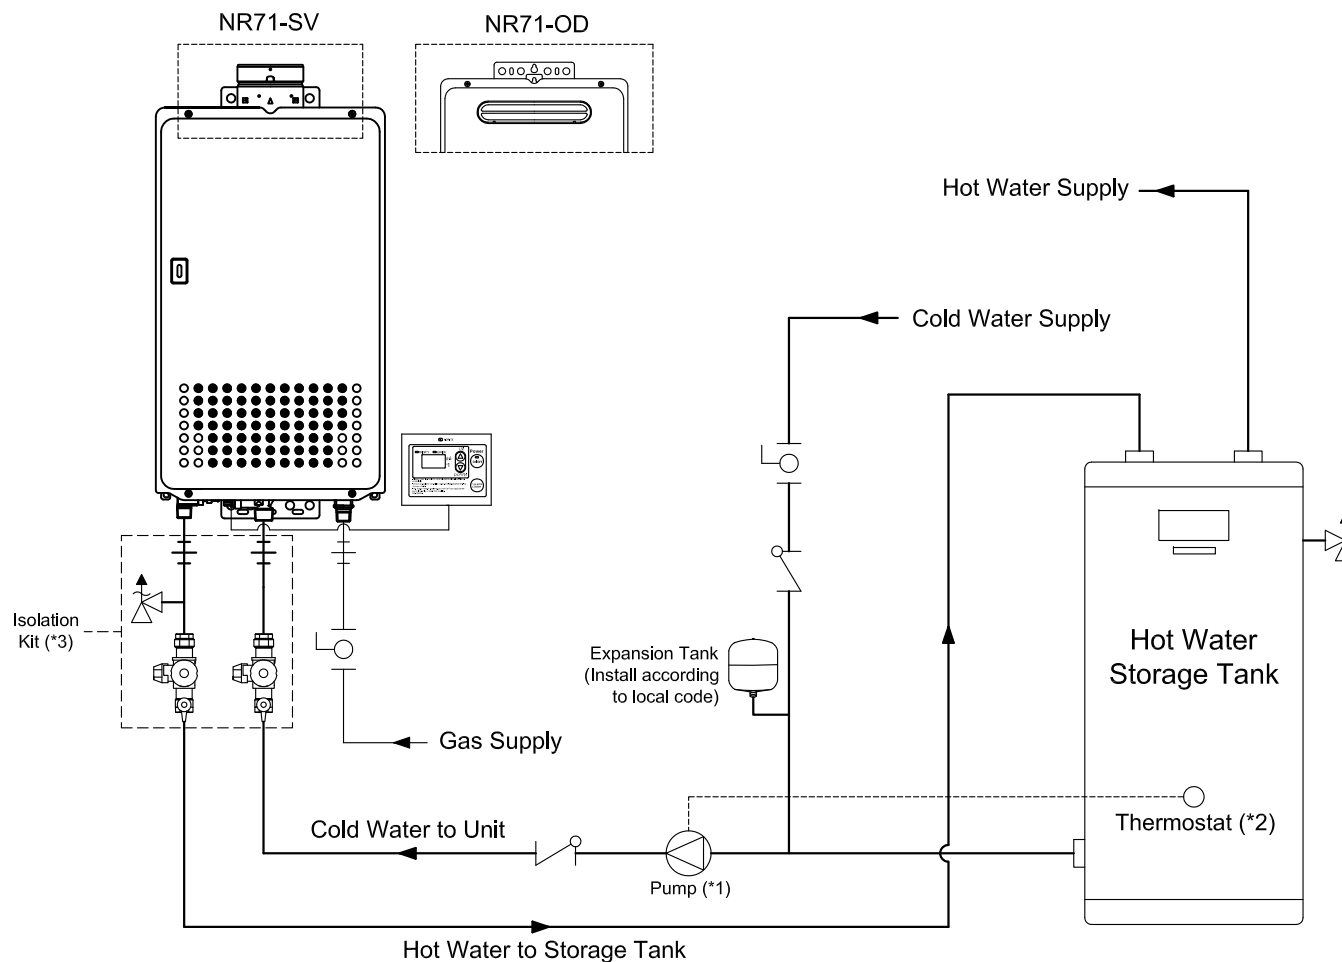 NR71-SV
NR71-OD
Hot Water Supply
Cold Water Supply
Power
Isolation
Kit (*3)
Expansion Tank
(Install according
to local code)
Hot Water
Storage Tank
Gas Supply
Thermostat (*2)
Cold Water to Unit
Pump (*1)
Hot Water to Storage Tank